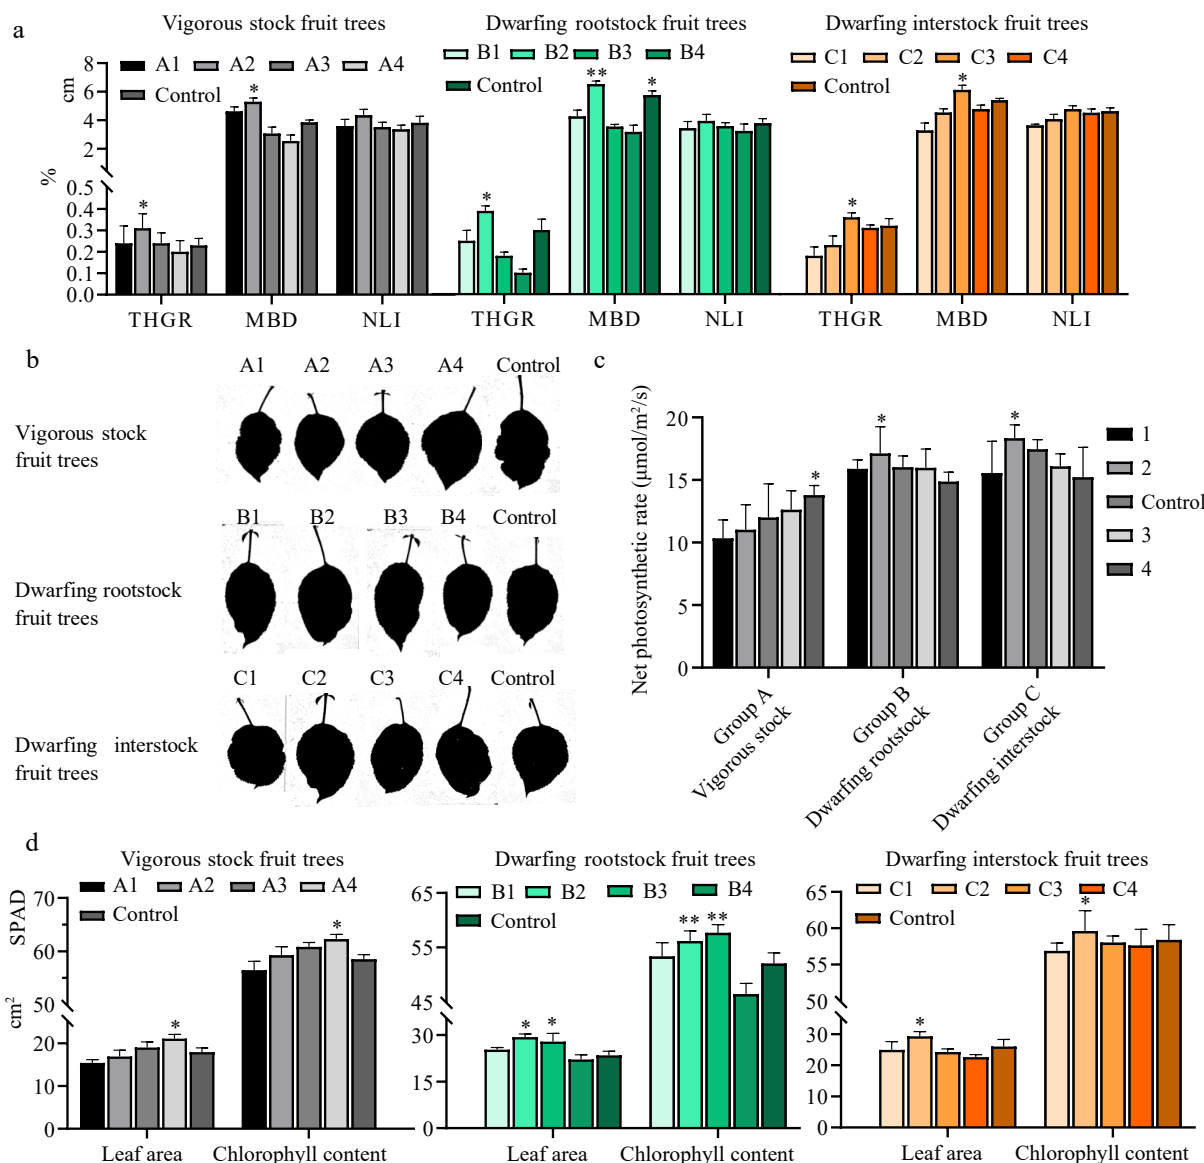 a
Vigorous stock fruit trees
Dwarfing rootstock fruit trees
Dwarfing interstock fruit trees
A1 A2 A3 A4
Control
B1 B2 B3 B4
Control
C1 C2 C3 C4
Control
cm
%
8
6
4
2
0.5
0.4
0.3
0.2
0.1
0.0
* * * ** * * *
THGR MBD NLI
THGR MBD NLI
THGR MBD NLI
b
A1 A2 A3 A4 Control
Vigorous stock
fruit trees
B1 B2 B3 B4 Control
Dwarfing rootstock
fruit trees
C1 C2 C3 C4 Control
Dwarfing interstock
fruit trees
c
Net photosynthetic rate (μmol/m²/s)
20
15
10
5
0
* * *
1
2
Control
3
4
Group A
Vigorous stock
Group B
Dwarfing rootstock
Group C
Dwarfing interstock
d
Vigorous stock fruit trees
A1 A2 A3 A4
Control
SPAD
cm²
70
60
50
20
10
0
* *
Leaf area Chlorophyll content
Dwarfing rootstock fruit trees
B1 B2 B3 B4
Control
65
55
45
30
15
0
* * ** **
Leaf area Chlorophyll content
Dwarfing interstock fruit trees
C1 C2 C3 C4
Control
65
60
55
50
30
20
10
0
* *
Leaf area Chlorophyll content